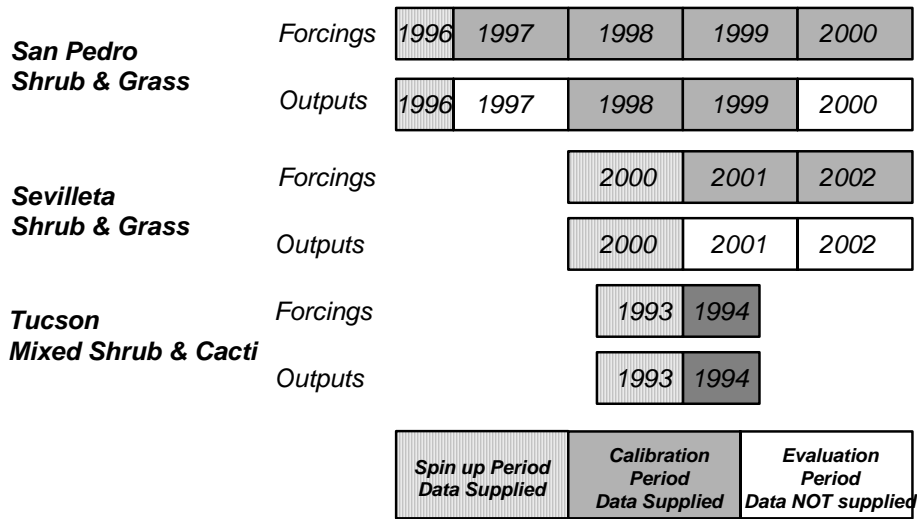 San Pedro
Shrub & Grass
Forcings 1996 1997 1998 1999 2000
Outputs 1996 1997 1998 1999 2000
Sevilleta
Shrub & Grass
Forcings 2000 2001 2002
Outputs 2000 2001 2002
Tucson
Mixed Shrub & Cacti
Forcings 1993 1994
Outputs 1993 1994
Spin up Period
Data Supplied
Calibration
Period
Data Supplied
Evaluation
Period
Data NOT supplied